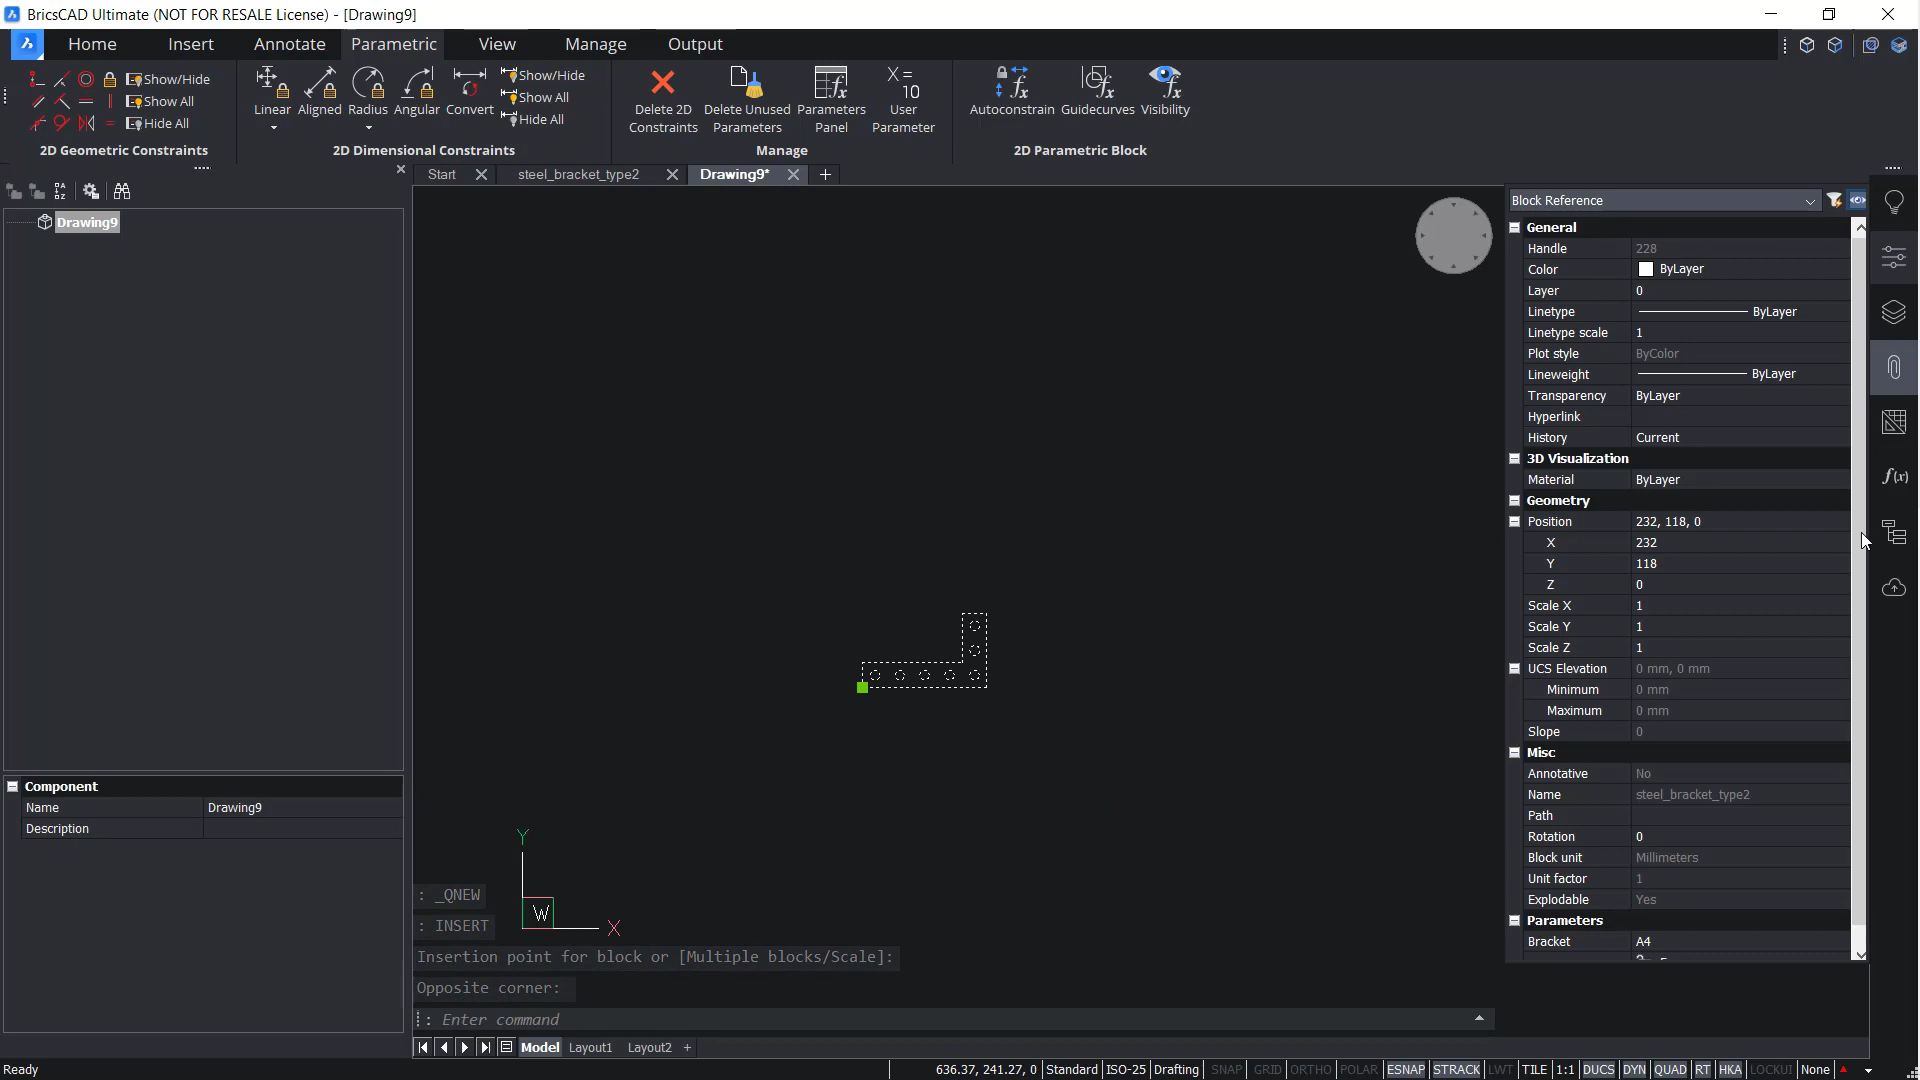 BricsCAD Ultimate (NOT FOR RESALE License) - [Drawing9]
Home Insert Annotate Parametric View Manage Output
Show/Hide
Show All
Hide All
2D Geometric Constraints
Linear Aligned Radius Angular Convert
Show/Hide
Show All
Hide All
2D Dimensional Constraints
Delete 2D Constraints
Delete Unused Parameters
Parameters Panel
X= 10
User Parameter
Manage
Autoconstrain Guidecurves Visibility
2D Parametric Block
Start steel_bracket_type2 Drawing9* +
Drawing9
Component
Name Drawing9
Description
Y
W
X
: _QNEW
: INSERT
Insertion point for block or [Multiple blocks/Scale]:
Opposite corner:
: Enter command
Model Layout1 Layout2 +
Block Reference
General
Handle 228
Color ByLayer
Layer 0
Linetype ByLayer
Linetype scale 1
Plot style ByColor
Lineweight ByLayer
Transparency ByLayer
Hyperlink
History Current
3D Visualization
Material ByLayer
Geometry
Position 232, 118, 0
X 232
Y 118
Z 0
Scale X 1
Scale Y 1
Scale Z 1
UCS Elevation 0 mm, 0 mm
Minimum 0 mm
Maximum 0 mm
Slope 0
Misc
Annotative No
Name steel_bracket_type2
Path
Rotation 0
Block unit Millimeters
Unit factor 1
Explodable Yes
Parameters
Bracket A4
f(x)
Ready 636.37, 241.27, 0 Standard ISO-25 Drafting SNAP GRID ORTHO POLAR ESNAP STRACK LWT TILE 1:1 DUCS DYN QUAD RT HKA LOCKUI None